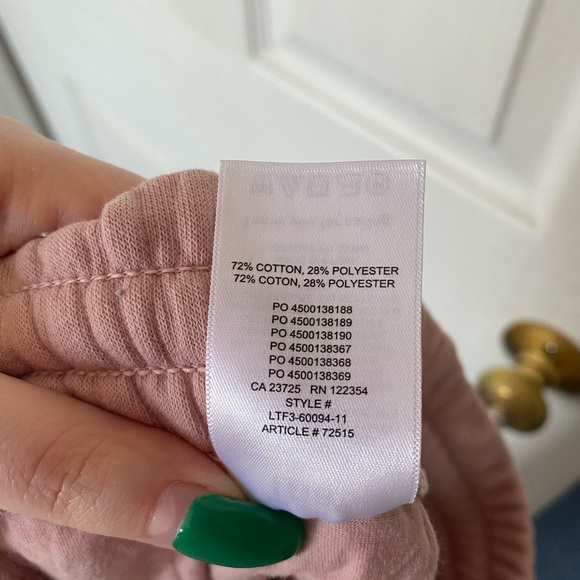 72% COTTON, 28% POLYESTER
72% COTON, 28% POLYESTER
PO 4500138188
PO 4500138189
PO 4500138190
PO 4500138367
PO 4500138368
PO 4500138369
CA 23725 RN 122354
STYLE #
LTF3-60094-11
ARTICLE # 72515